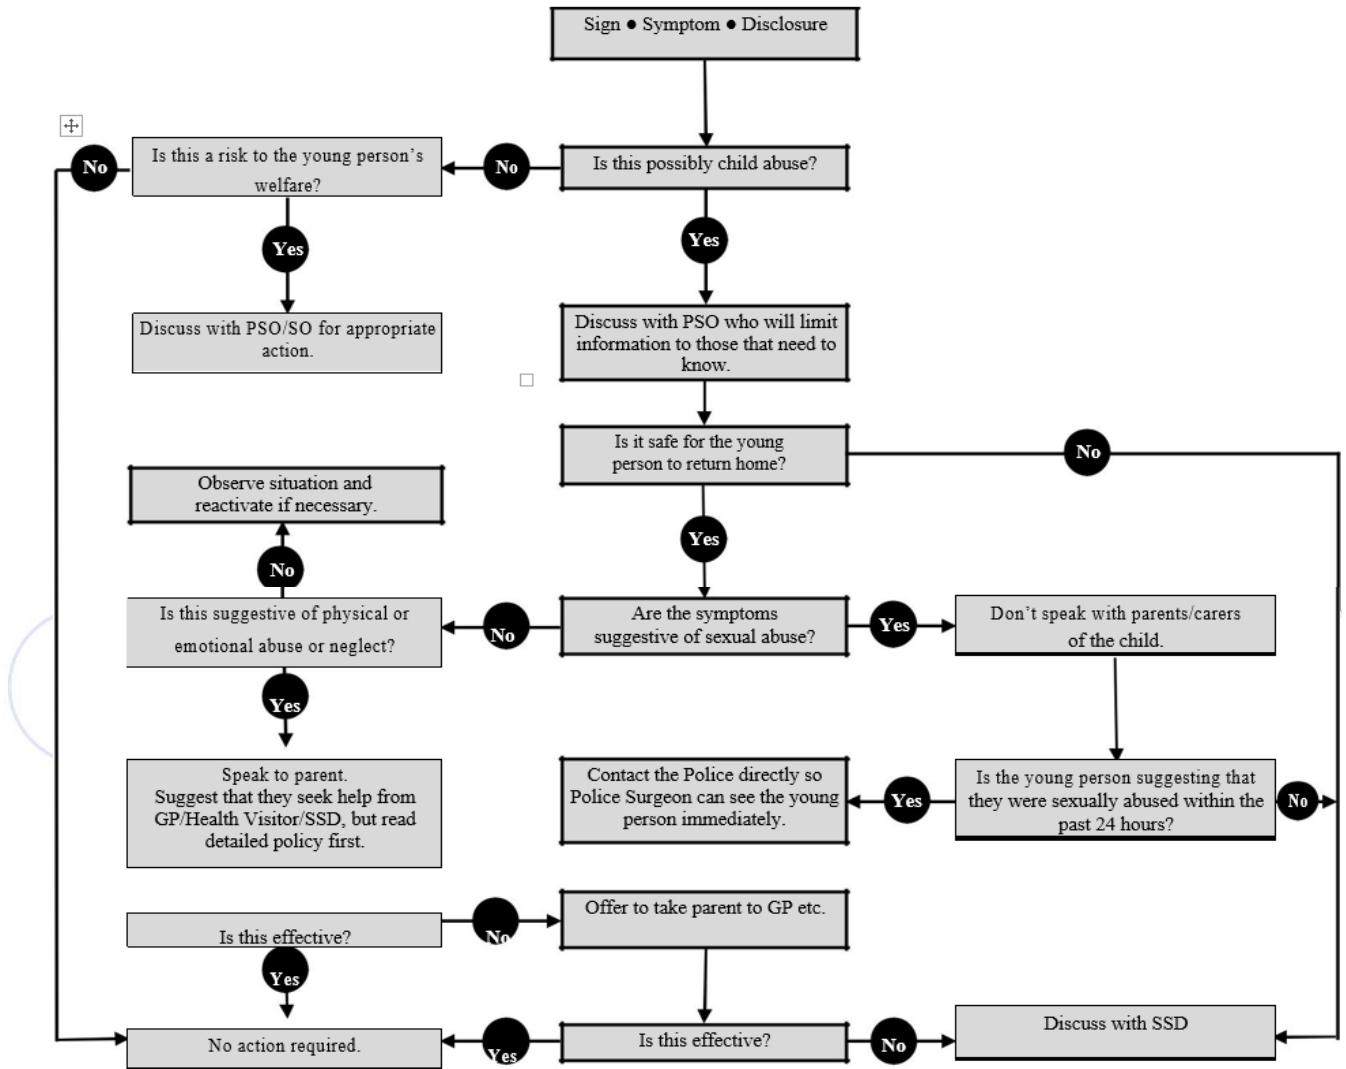 Sign ● Symptom ● Disclosure
No
Is this a risk to the young person’s
welfare?
No
Is this possibly child abuse?
Yes
Yes
Discuss with PSO/SO for appropriate
action.
Discuss with PSO who will limit
information to those that need to
know.
Is it safe for the young
person to return home?
No
Observe situation and
reactivate if necessary.
Yes
No
Is this suggestive of physical or
emotional abuse or neglect?
No
Are the symptoms
suggestive of sexual abuse?
Yes
Don’t speak with parents/carers
of the child.
Yes
Speak to parent.
Suggest that they seek help from
GP/Health Visitor/SSD, but read
detailed policy first.
Contact the Police directly so
Police Surgeon can see the young
person immediately.
Yes
Is the young person suggesting that
they were sexually abused within the
past 24 hours?
No
Is this effective?
No
Offer to take parent to GP etc.
Yes
No action required.
Yes
Is this effective?
No
Discuss with SSD